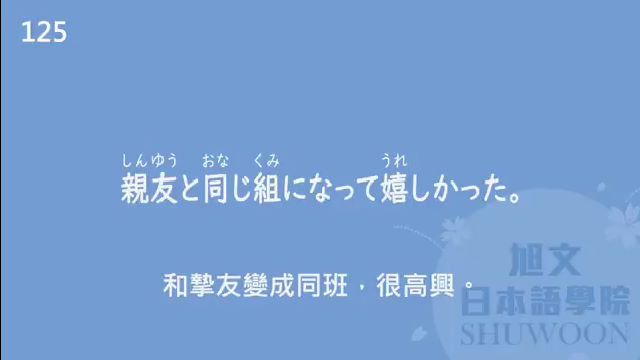 125
しんゆう おな くみ うれ
親友と同じ組になって嬉しかった。
和摯友變成同班，很高興。
旭文
日本語學院
SHUWOON